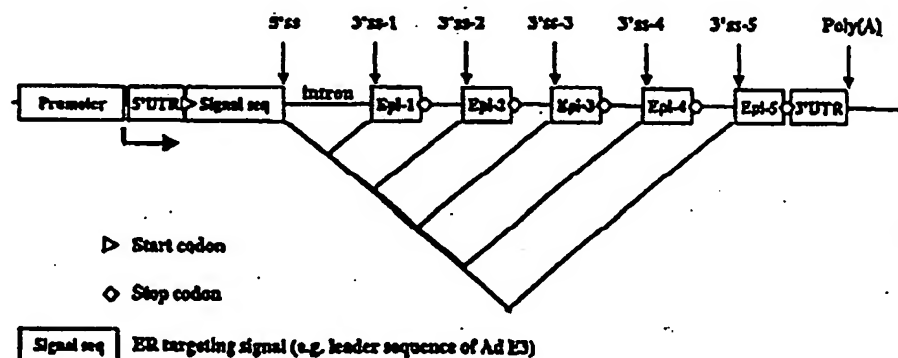 5'ss 3'ss-1 3'ss-2 3'ss-3 3'ss-4 3'ss-5 Poly(A)
Promoter 5'UTR Signal seq intron Epi-1 Epi-2 Epi-3 Epi-4 Epi-5 3'UTR
Start codon
Stop codon
Signal seq ER targeting signal (e.g. leader sequence of Ad E3)